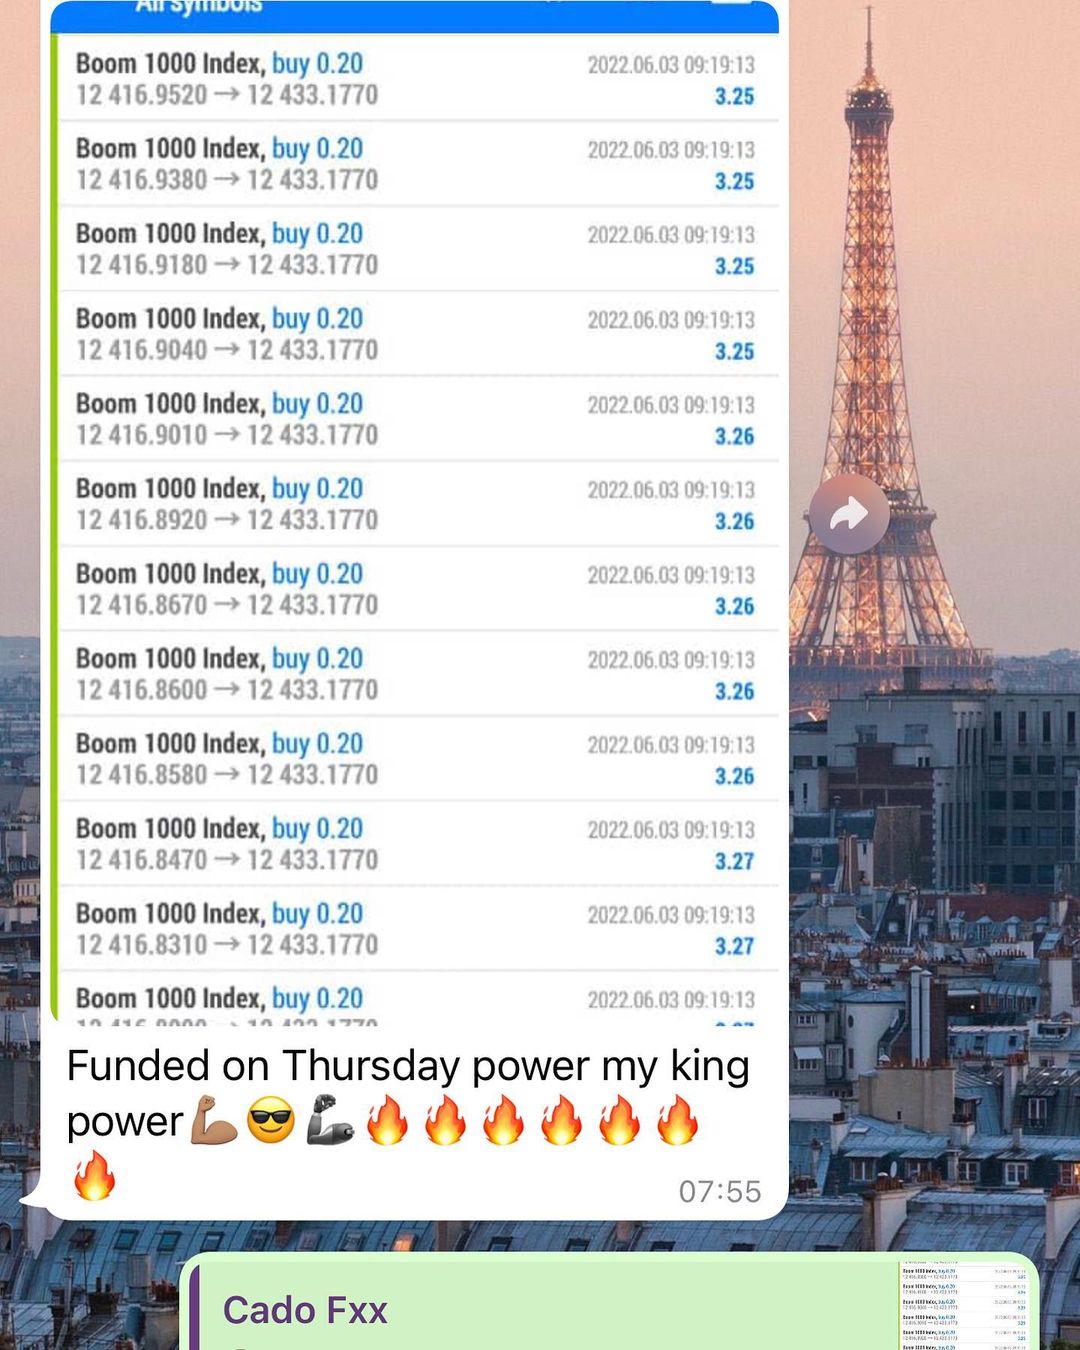 All symbols
Boom 1000 Index, buy 0.20 2022.06.03 09:19:13
12 416.9520 → 12 433.1770 3.25
Boom 1000 Index, buy 0.20 2022.06.03 09:19:13
12 416.9380 → 12 433.1770 3.25
Boom 1000 Index, buy 0.20 2022.06.03 09:19:13
12 416.9180 → 12 433.1770 3.25
Boom 1000 Index, buy 0.20 2022.06.03 09:19:13
12 416.9040 → 12 433.1770 3.25
Boom 1000 Index, buy 0.20 2022.06.03 09:19:13
12 416.9010 → 12 433.1770 3.26
Boom 1000 Index, buy 0.20 2022.06.03 09:19:13
12 416.8920 → 12 433.1770 3.26
Boom 1000 Index, buy 0.20 2022.06.03 09:19:13
12 416.8670 → 12 433.1770 3.26
Boom 1000 Index, buy 0.20 2022.06.03 09:19:13
12 416.8600 → 12 433.1770 3.26
Boom 1000 Index, buy 0.20 2022.06.03 09:19:13
12 416.8580 → 12 433.1770 3.26
Boom 1000 Index, buy 0.20 2022.06.03 09:19:13
12 416.8470 → 12 433.1770 3.27
Boom 1000 Index, buy 0.20 2022.06.03 09:19:13
12 416.8310 → 12 433.1770 3.27
Boom 1000 Index, buy 0.20 2022.06.03 09:19:13
Funded on Thursday power my king
power💪🏽😎🦾🔥🔥🔥🔥🔥🔥
🔥 07:55
Cado Fxx